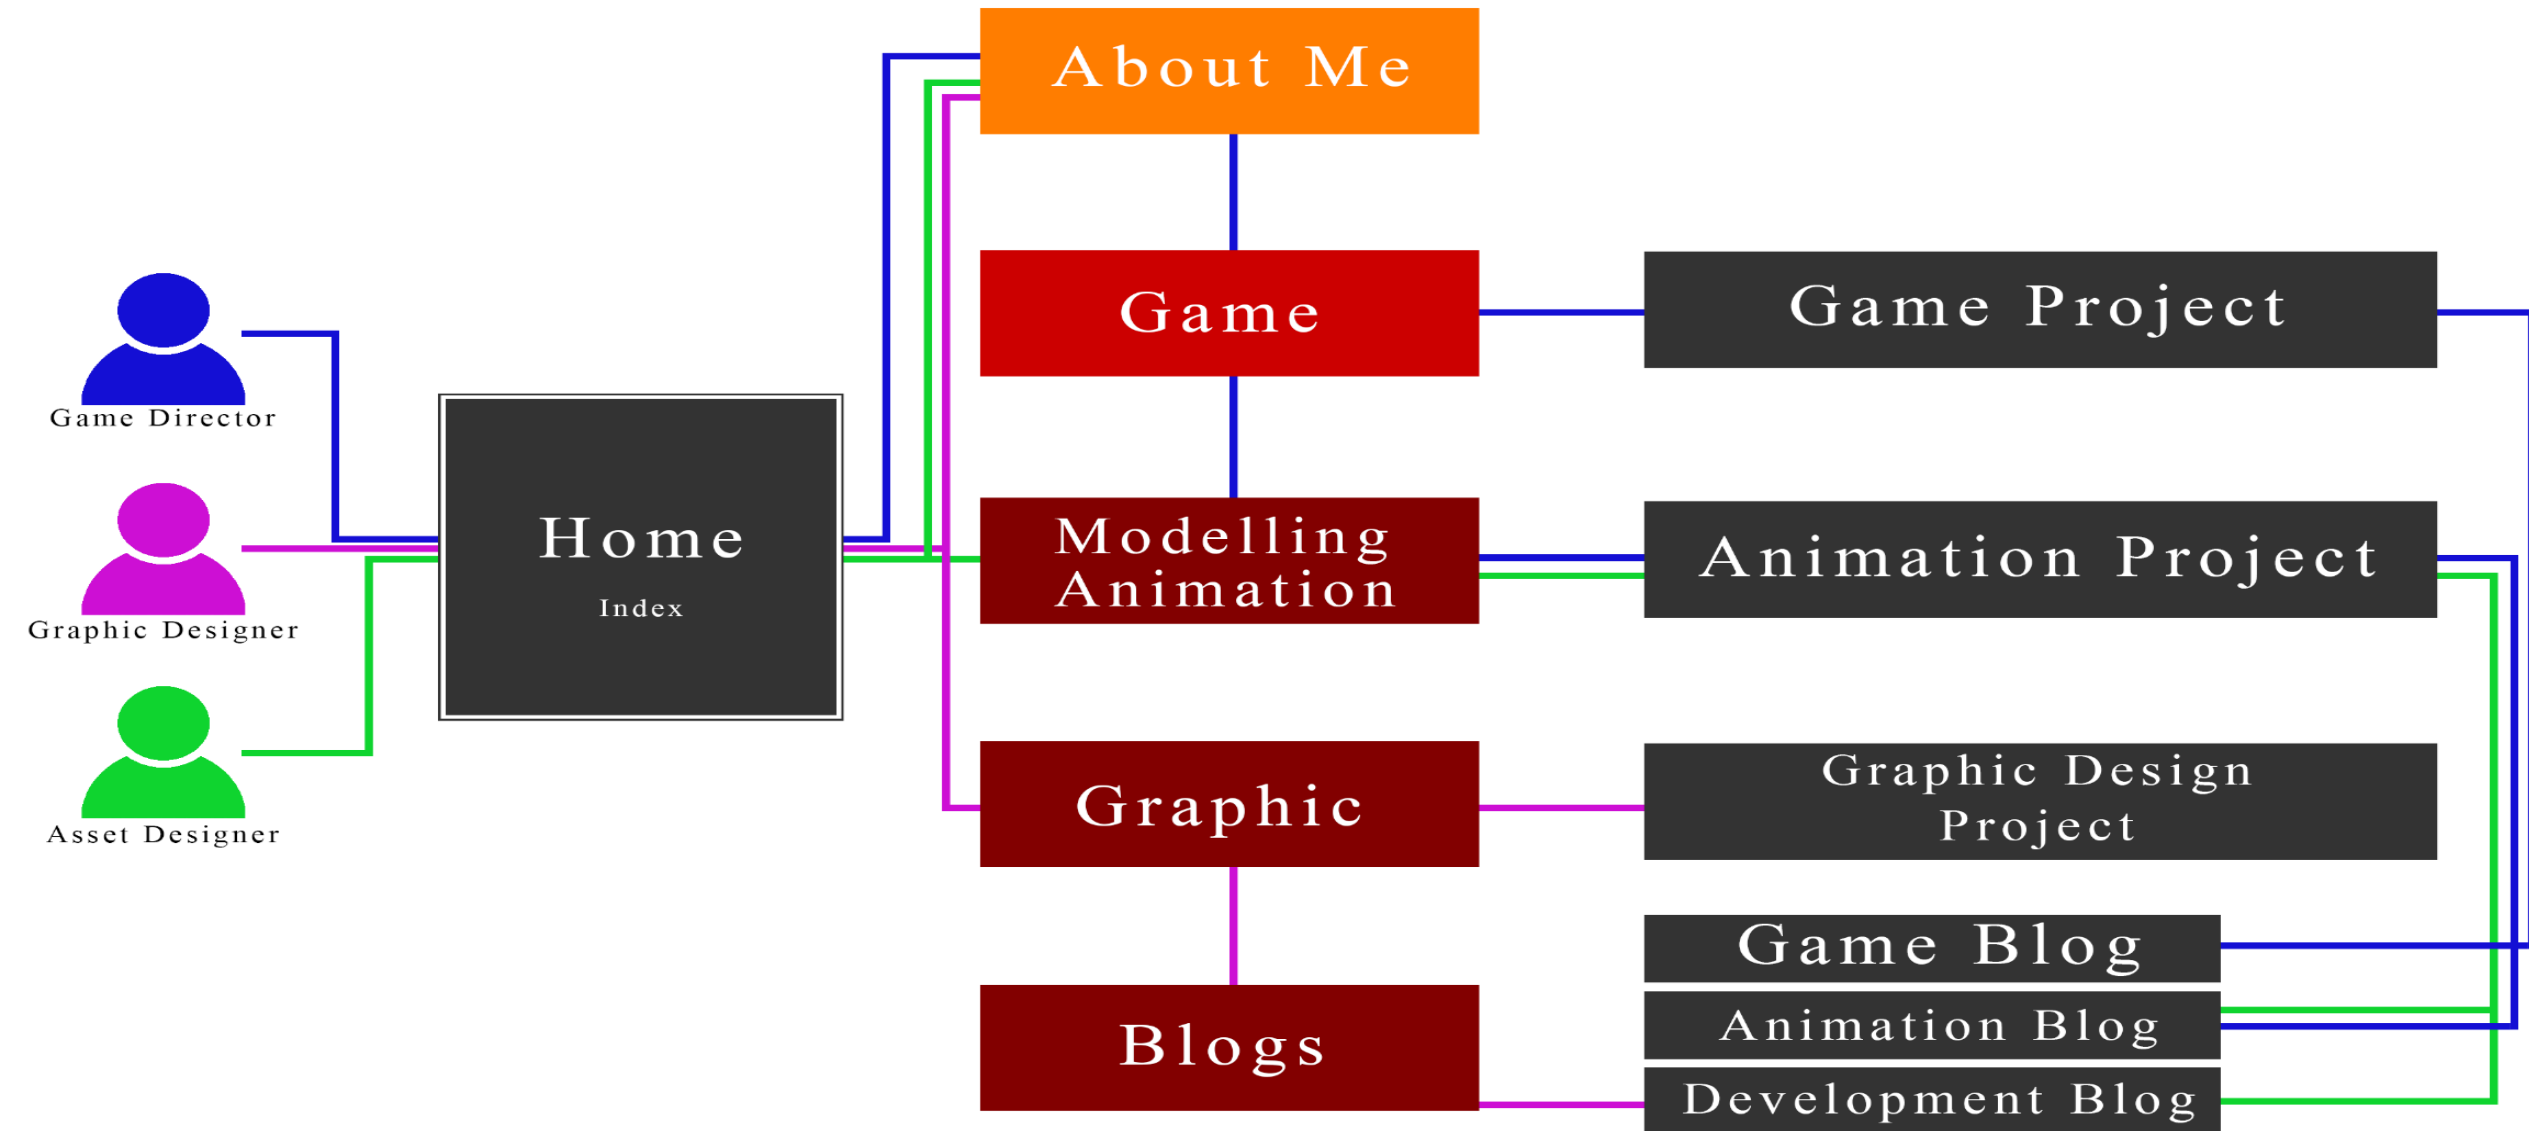 About Me
Game
Game Project
Game Director
Home
Index
Modelling
Animation
Animation Project
Graphic Designer
Graphic
Graphic Design
Project
Asset Designer
Blogs
Game Blog
Animation Blog
Development Blog